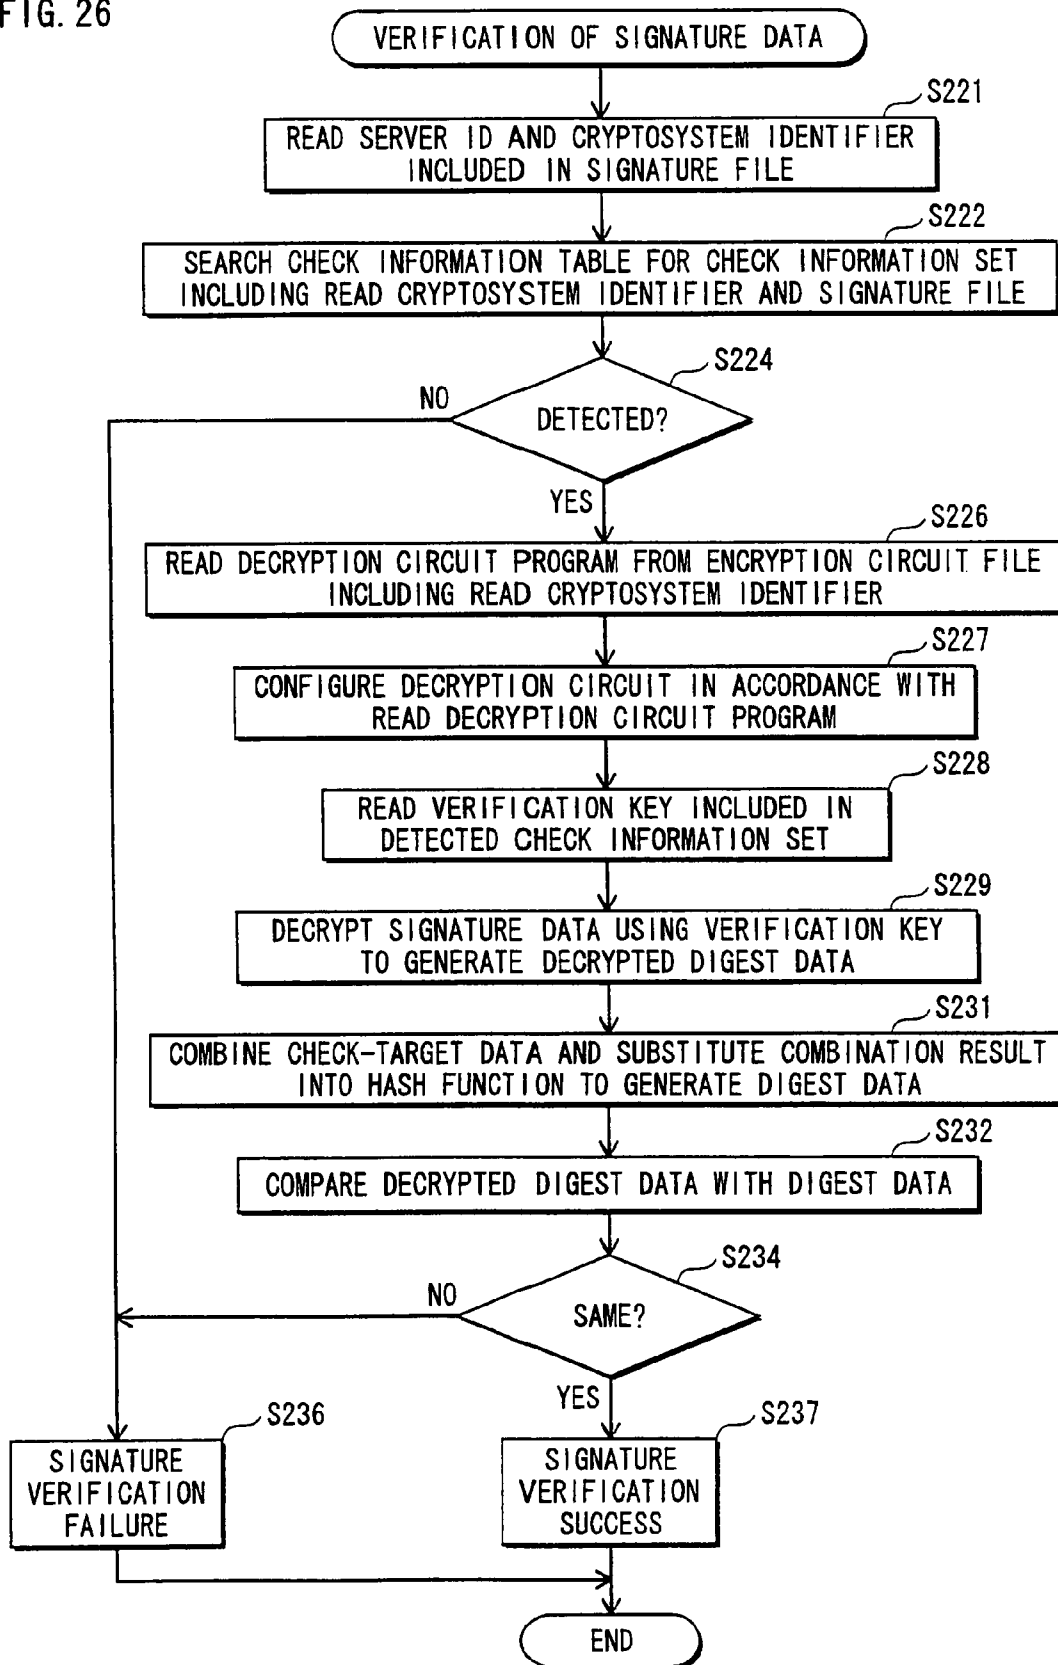 FIG. 26
VERIFICATION OF SIGNATURE DATA
S221
READ SERVER ID AND CRYPTOSYSTEM IDENTIFIER
INCLUDED IN SIGNATURE FILE
S222
SEARCH CHECK INFORMATION TABLE FOR CHECK INFORMATION SET
INCLUDING READ CRYPTOSYSTEM IDENTIFIER AND SIGNATURE FILE
S224
NO
DETECTED?
YES
S226
READ DECRYPTION CIRCUIT PROGRAM FROM ENCRYPTION CIRCUIT FILE
INCLUDING READ CRYPTOSYSTEM IDENTIFIER
S227
CONFIGURE DECRYPTION CIRCUIT IN ACCORDANCE WITH
READ DECRYPTION CIRCUIT PROGRAM
S228
READ VERIFICATION KEY INCLUDED IN
DETECTED CHECK INFORMATION SET
S229
DECRYPT SIGNATURE DATA USING VERIFICATION KEY
TO GENERATE DECRYPTED DIGEST DATA
S231
COMBINE CHECK-TARGET DATA AND SUBSTITUTE COMBINATION RESULT
INTO HASH FUNCTION TO GENERATE DIGEST DATA
S232
COMPARE DECRYPTED DIGEST DATA WITH DIGEST DATA
S234
NO
SAME?
YES
S236
SIGNATURE
VERIFICATION
FAILURE
S237
SIGNATURE
VERIFICATION
SUCCESS
END